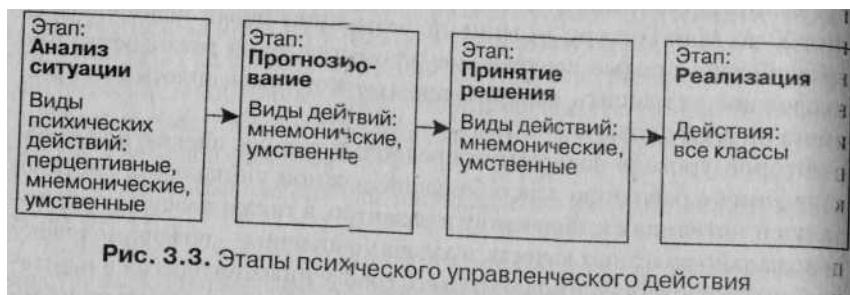 Этап:
Анализ
ситуации
Виды
психических
действий:
перцептивные,
мнемонические,
умственные
Этап:
Прогнозиро-
вание
Виды действий:
мнемонические,
умственные
Этап:
Принятие
решения
Виды действий:
мнемонические,
умственные
Этап:
Реализация
Действия:
все классы
Рис. 3.3. Этапы психического управленческого действия